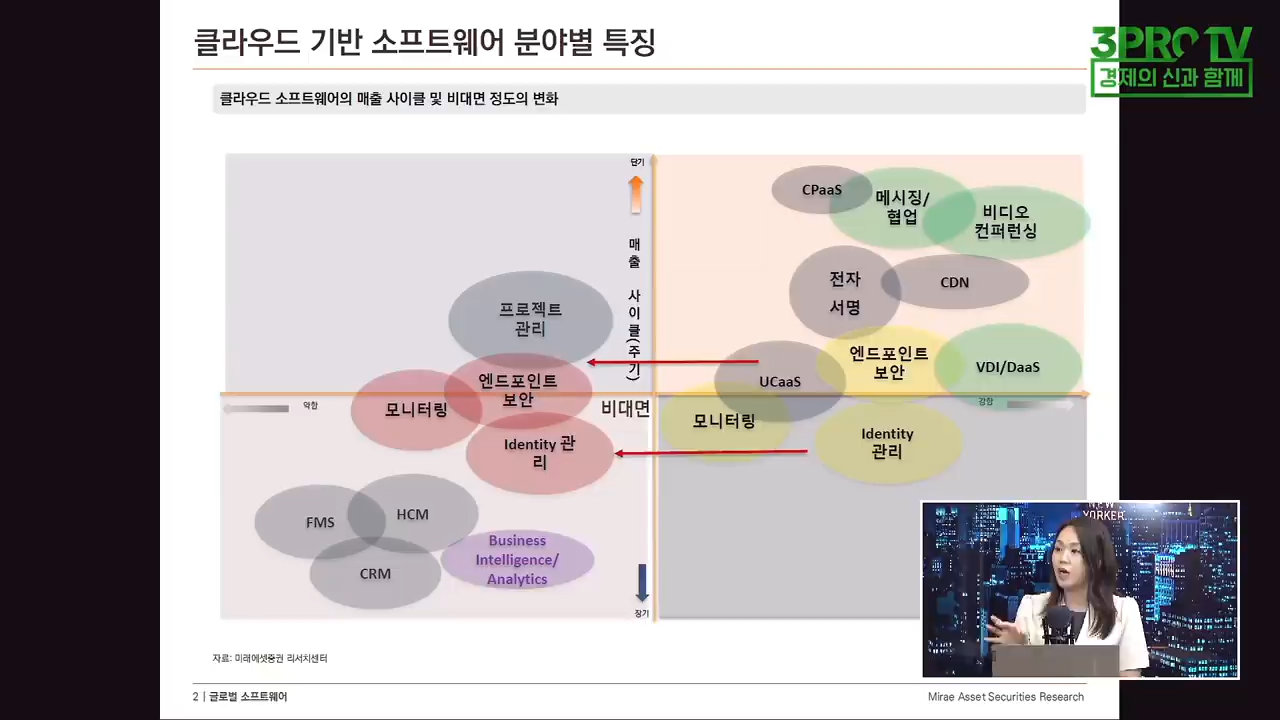 클라우드 기반 소프트웨어 분야별 특징
3PRO TV
경제의 신과 함께
클라우드 소프트웨어의 매출 사이클 및 비대면 정도의 변화
단기
매출 사이클(주기)
CPaaS
메시징/
협업
비디오
컨퍼런싱
전자
서명
CDN
프로젝트
관리
엔드포인트
보안
VDI/DaaS
UCaaS
엔드포인트
보안
모니터링
약함
비대면
강함
모니터링
Identity
관리
Identity 관
리
FMS
HCM
CRM
Business
Intelligence/
Analytics
장기
NEW
YORKER
자료: 미래에셋증권 리서치센터
2 | 글로벌 소프트웨어
Mirae Asset Securities Research